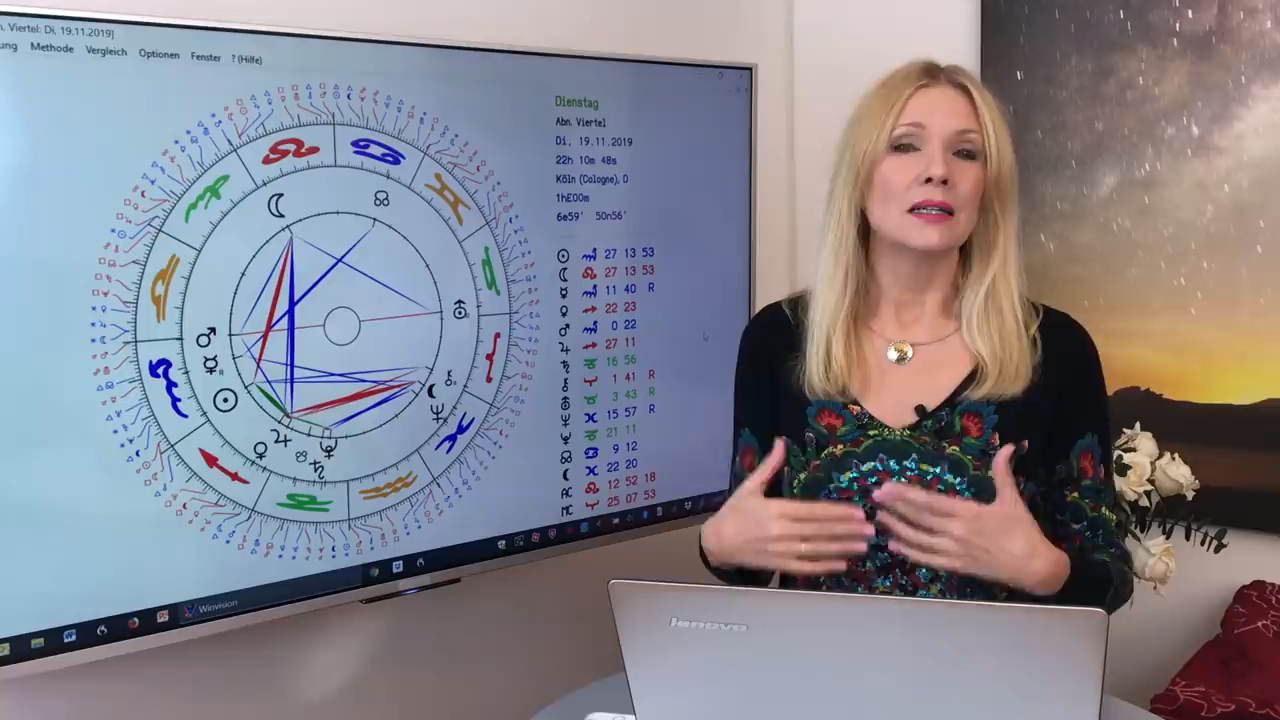 n. Viertel: Di, 19.11.2019]
ung Methode Vergleich Optionen Fenster ? (Hilfe)
Dienstag
Abn. Viertel
Di, 19.11.2019
22h 10m 48s
Köln (Cologne), D
1hE00m
6e59' 50n56'
27 13 53
27 13 53
11 40 R
22 23
0 22
27 11
16 56
1 41 R
3 43 R
15 57 R
21 11
9 12
22 20
AC 12 52 18
MC 25 07 53
Winvision
lenovo